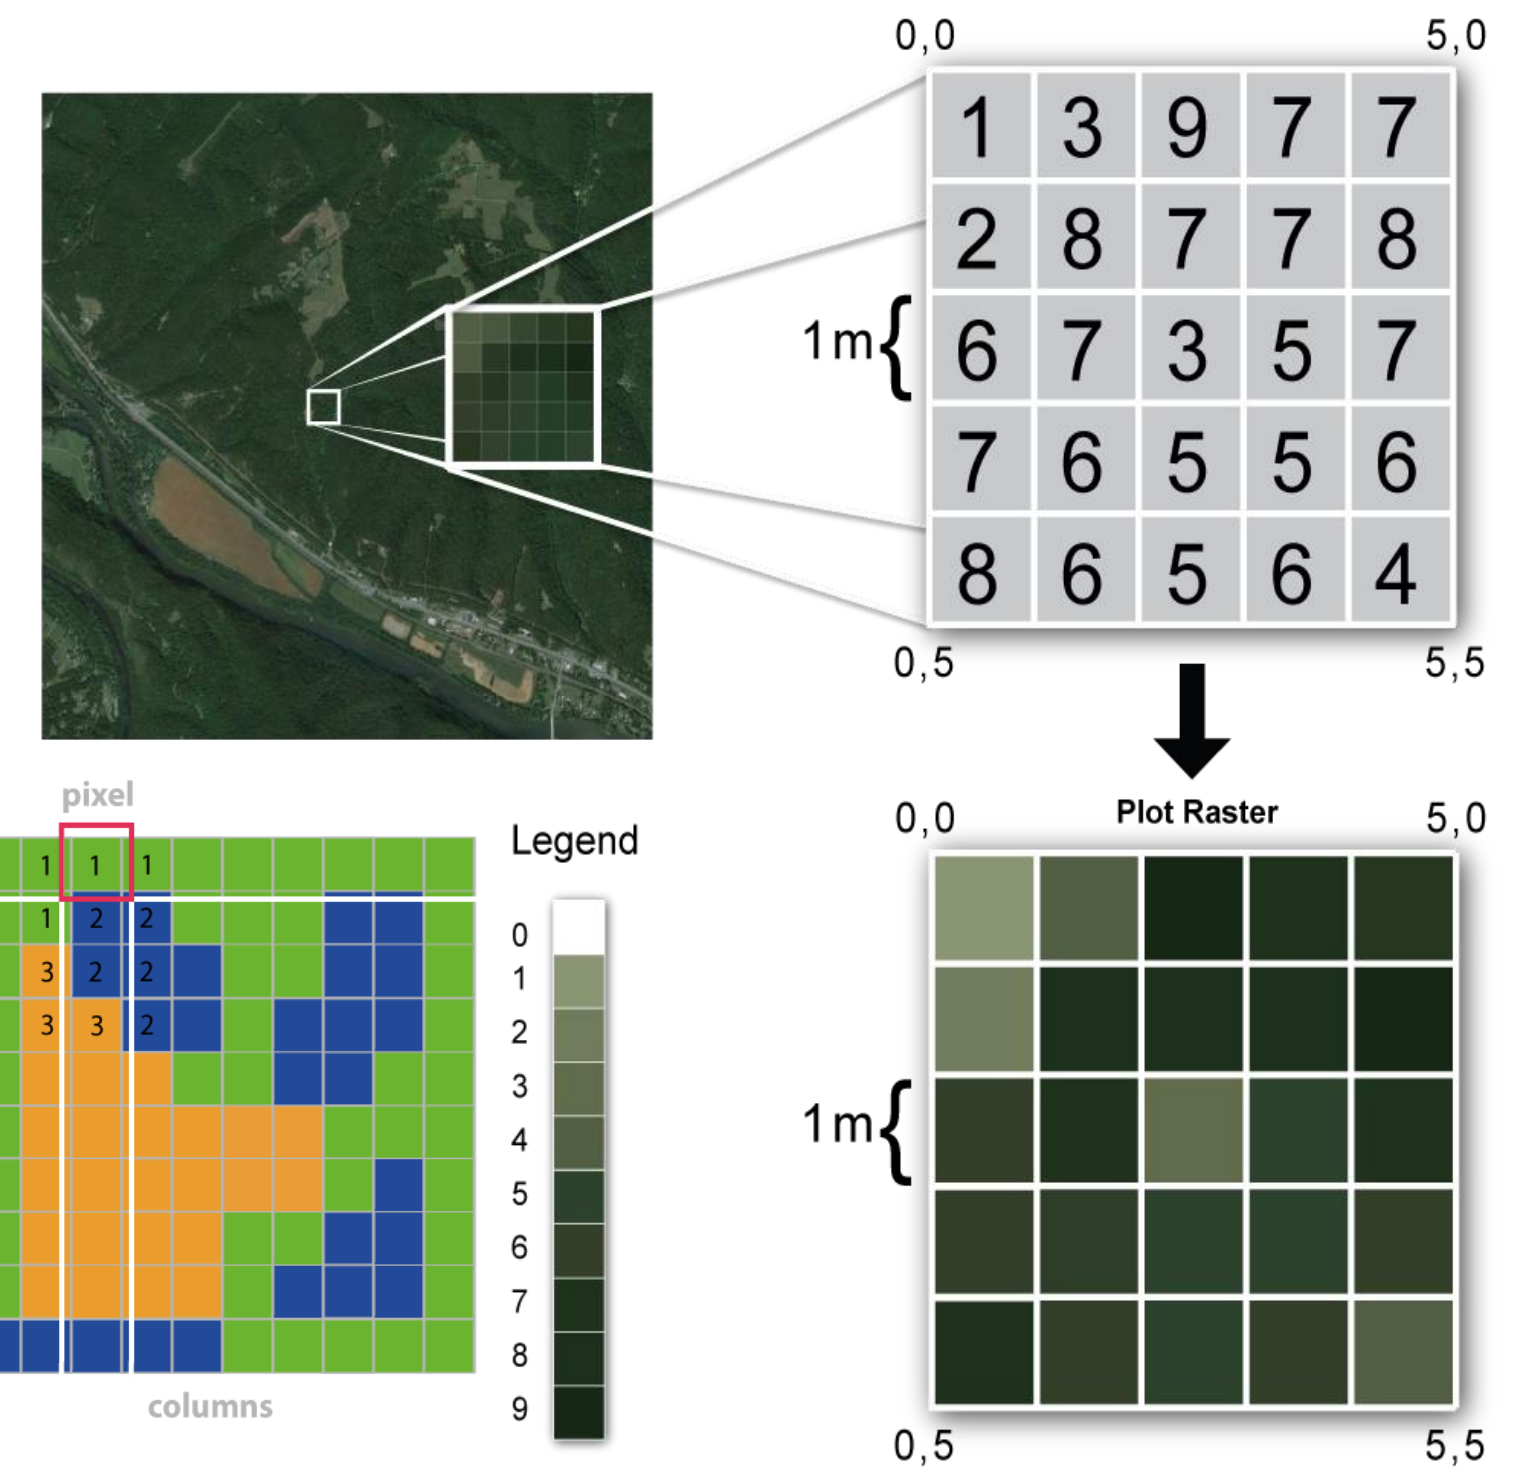 0,0 5,0
1 3 9 7 7
2 8 7 7 8
1m{
6 7 3 5 7
7 6 5 5 6
8 6 5 6 4
0,5 5,5
pixel
1 1 1
1 2 2
3 2 2
3 3 2
columns
Legend
0
1
2
3
4
5
6
7
8
9
Plot Raster
0,0 5,0
1m{
0,5 5,5